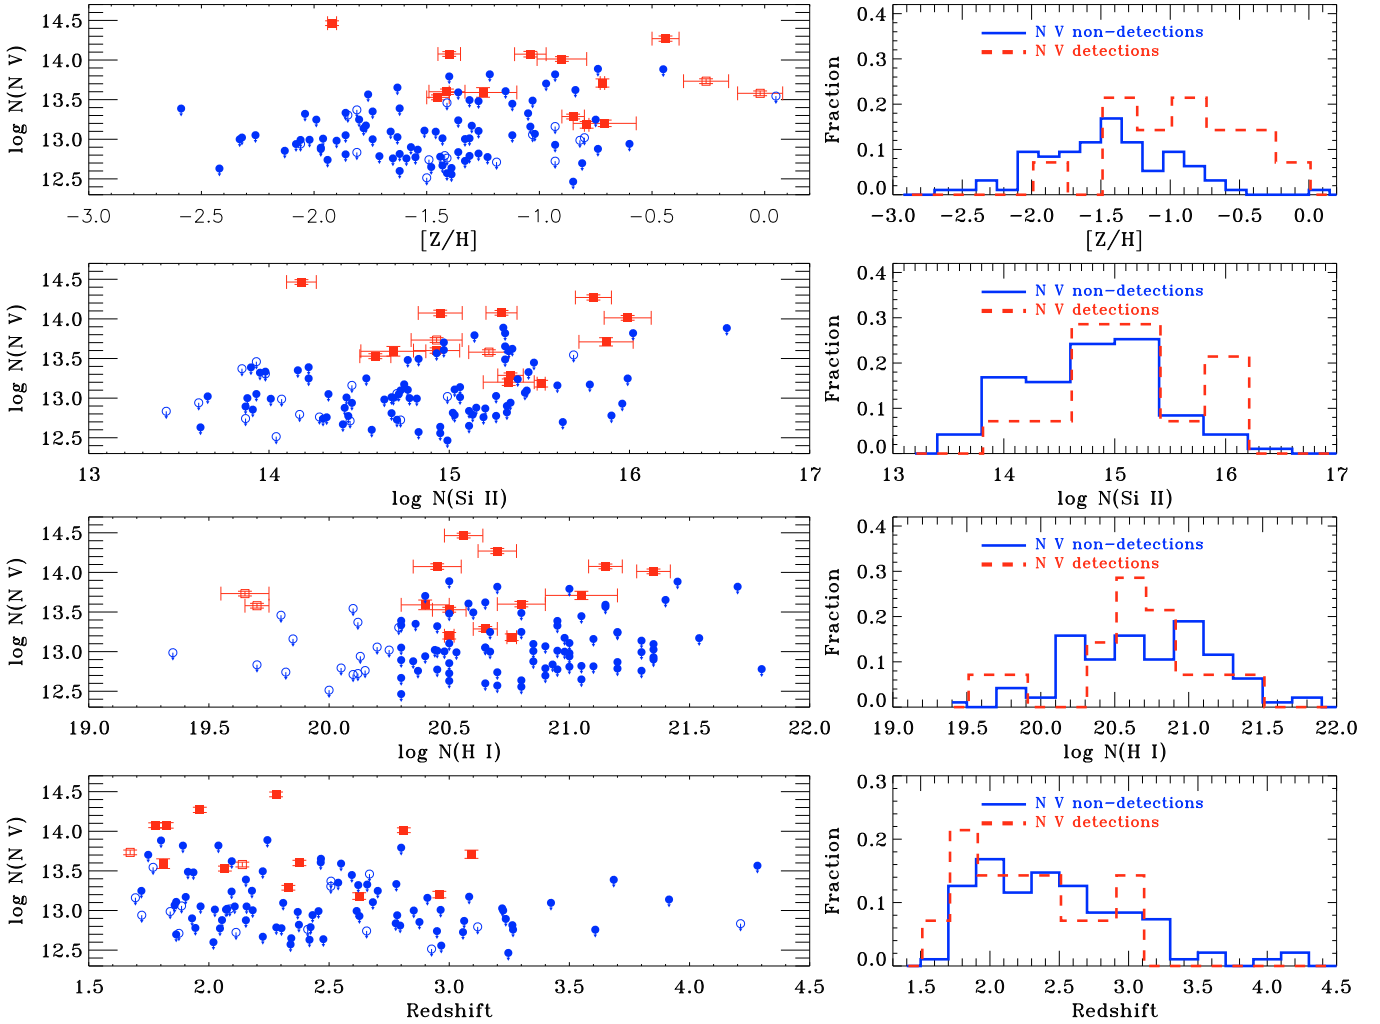 14.5
14.0
13.5
13.0
12.5
log N(N V)
-3.0 -2.5 -2.0 -1.5 -1.0 -0.5 0.0
[Z/H]
0.4
0.3
0.2
0.1
0.0
Fraction
N V non-detections
N V detections
-3.0 -2.5 -2.0 -1.5 -1.0 -0.5 0.0
[Z/H]
14.5
14.0
13.5
13.0
12.5
log N(N V)
13 14 15 16 17
log N(Si II)
0.4
0.3
0.2
0.1
0.0
Fraction
N V non-detections
N V detections
13 14 15 16 17
log N(Si II)
14.5
14.0
13.5
13.0
12.5
log N(N V)
19.0 19.5 20.0 20.5 21.0 21.5 22.0
log N(H I)
0.4
0.3
0.2
0.1
0.0
Fraction
N V non-detections
N V detections
19.0 19.5 20.0 20.5 21.0 21.5 22.0
log N(H I)
14.5
14.0
13.5
13.0
12.5
log N(N V)
1.5 2.0 2.5 3.0 3.5 4.0 4.5
Redshift
0.3
0.2
0.1
0.0
Fraction
N V non-detections
N V detections
1.5 2.0 2.5 3.0 3.5 4.0 4.5
Redshift